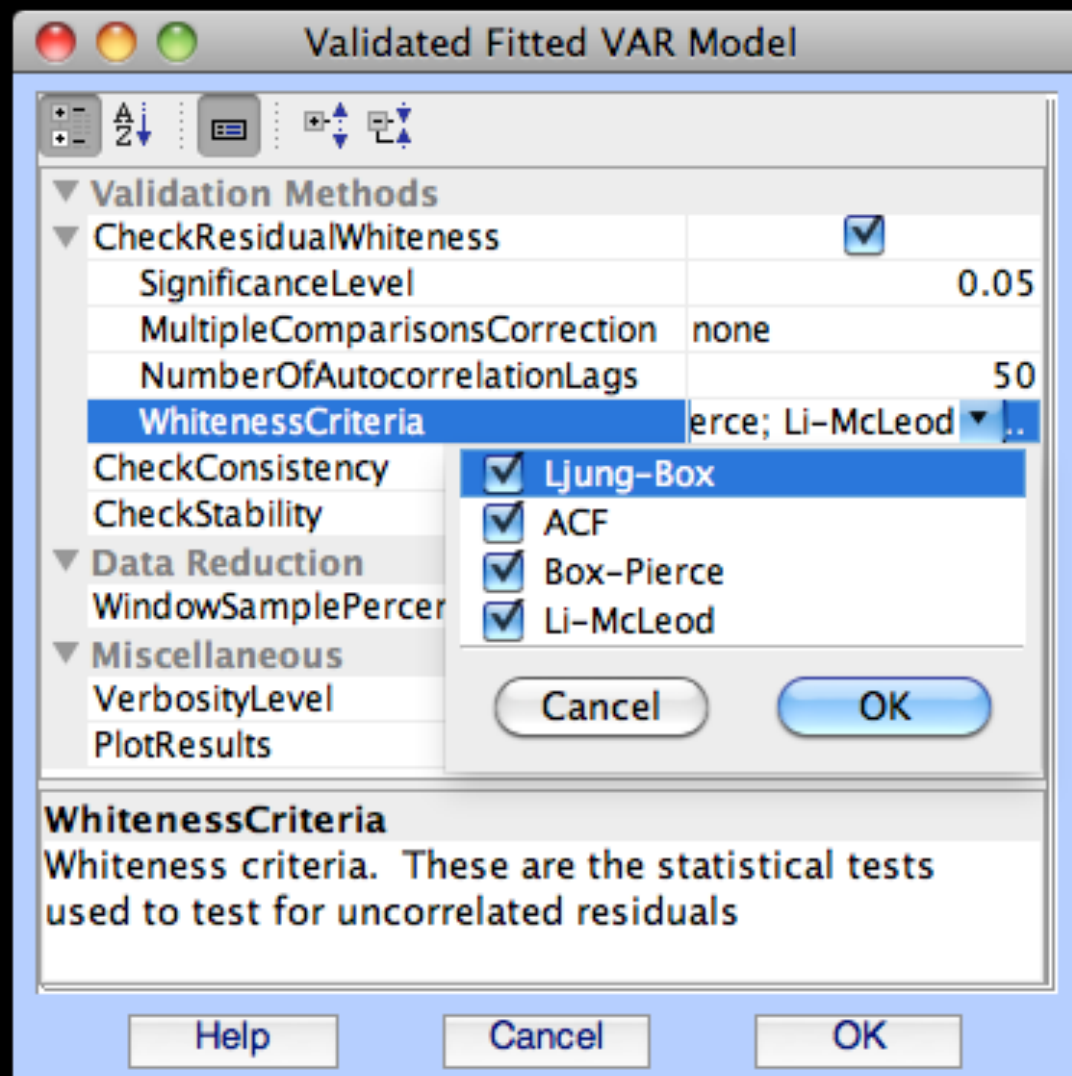 Validated Fitted VAR Model
A
Z
Validation Methods
CheckResidualWhiteness
SignificanceLevel 0.05
MultipleComparisonsCorrection none
NumberOfAutocorrelationLags 50
WhitenessCriteria erce; Li-McLeod ..
CheckConsistency
Ljung-Box
CheckStability
ACF
Data Reduction
Box-Pierce
WindowSamplePercer
Li-McLeod
Miscellaneous
VerbosityLevel
Cancel OK
PlotResults
WhitenessCriteria
Whiteness criteria. These are the statistical tests
used to test for uncorrelated residuals
Help Cancel OK